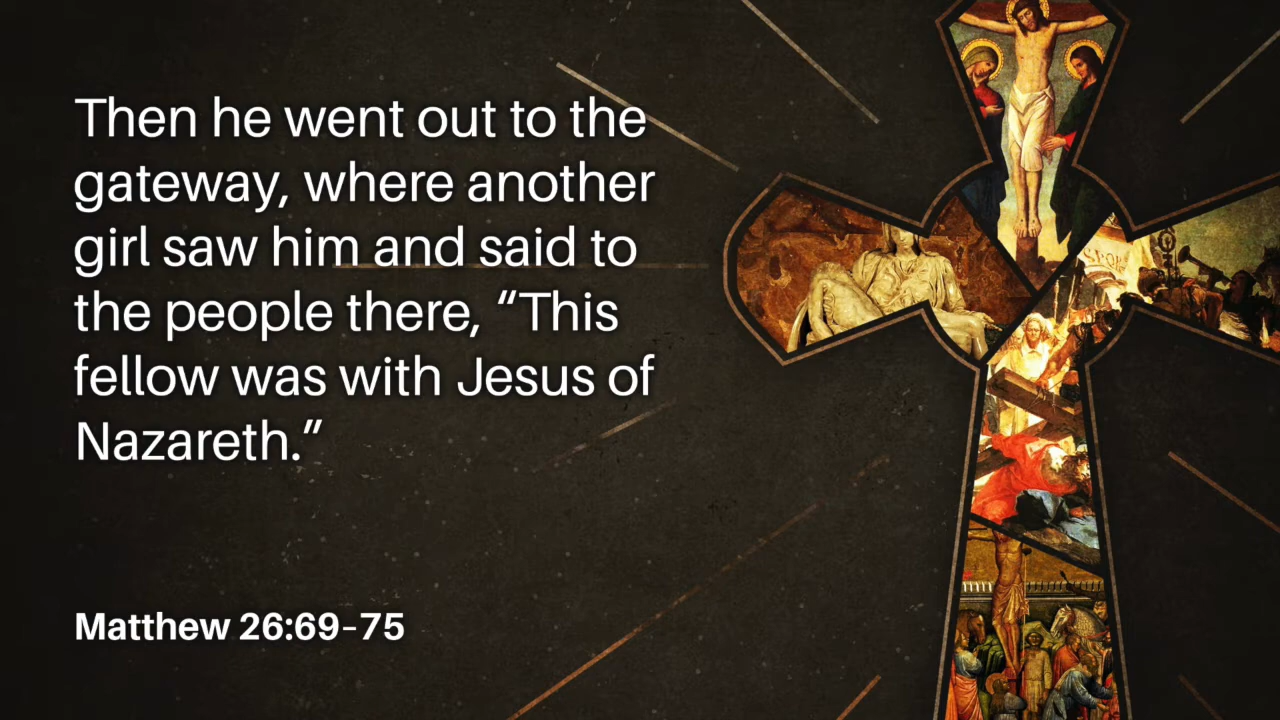 Then he went out to the
gateway, where another
girl saw him and said to
the people there, “This
fellow was with Jesus of
Nazareth.”
Matthew 26:69–75
SPQR